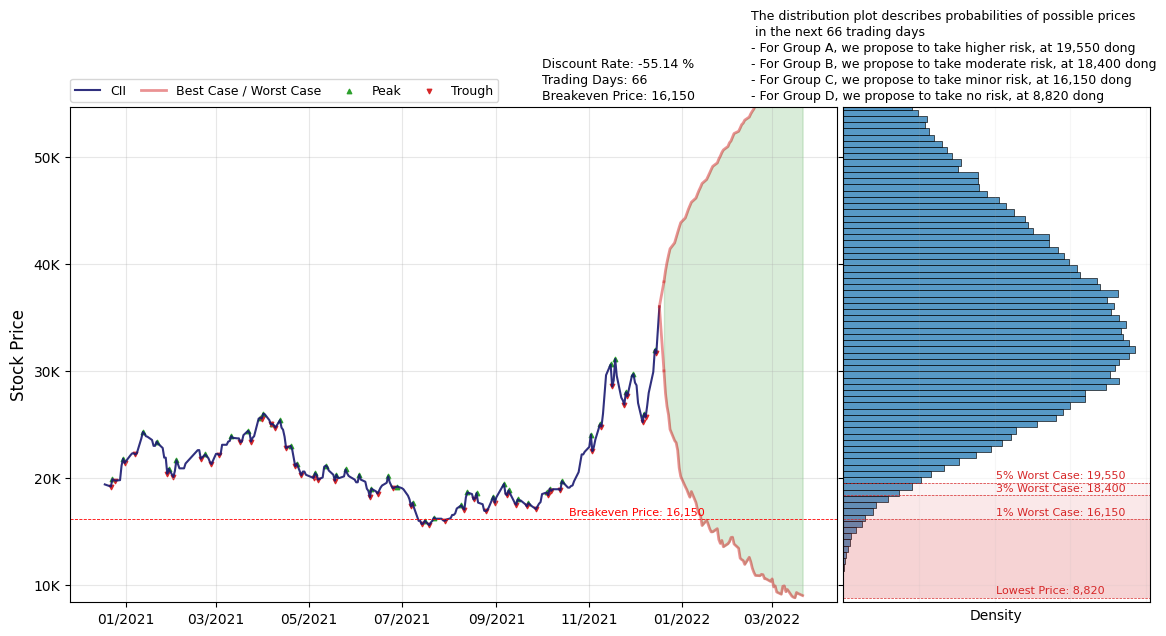 The distribution plot describes probabilities of possible prices
in the next 66 trading days
- For Group A, we propose to take higher risk, at 19,550 dong
- For Group B, we propose to take moderate risk, at 18,400 dong
- For Group C, we propose to take minor risk, at 16,150 dong
- For Group D, we propose to take no risk, at 8,820 dong
Discount Rate: -55.14 %
Trading Days: 66
Breakeven Price: 16,150
CII Best Case / Worst Case Peak Trough
Stock Price
50K
40K
30K
20K
10K
Breakeven Price: 16,150
5% Worst Case: 19,550
3% Worst Case: 18,400
1% Worst Case: 16,150
Lowest Price: 8,820
01/2021 03/2021 05/2021 07/2021 09/2021 11/2021 01/2022 03/2022
Density